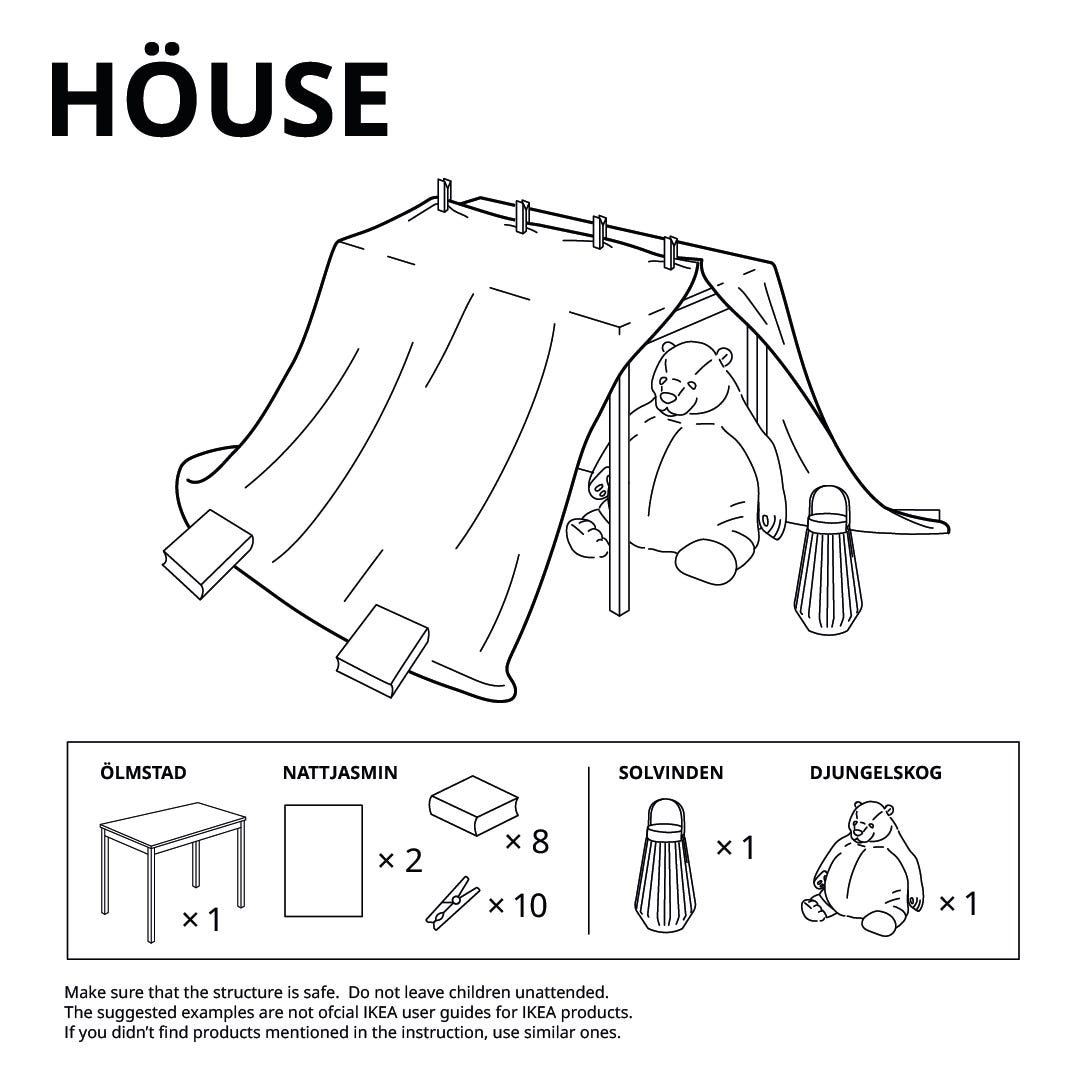 HÖUSE
ÖLMSTAD
NATTJASMIN
SOLVINDEN
DJUNGELSKOG
× 1
× 2
× 8
× 10
× 1
× 1
Make sure that the structure is safe.  Do not leave children unattended.
The suggested examples are not ofcial IKEA user guides for IKEA products.
If you didn’t find products mentioned in the instruction, use similar ones.